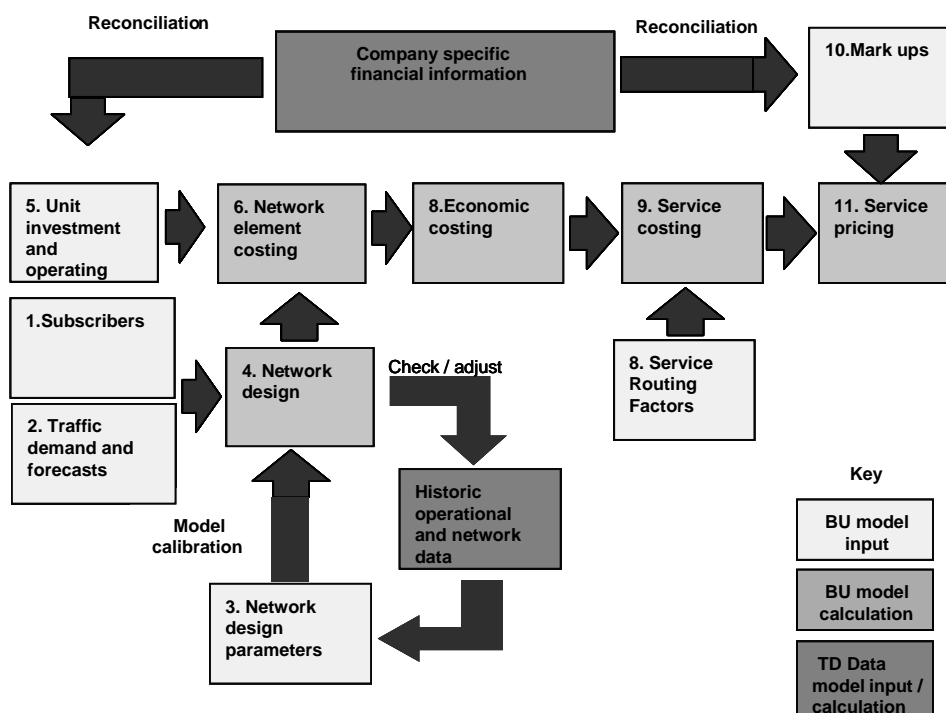 Reconciliation
Company specific
financial information
Reconciliation
10.Mark ups
5. Unit
investment
and
operating
6. Network
element
costing
8.Economic
costing
9. Service
costing
11. Service
pricing
1.Subscribers
2. Traffic
demand and
forecasts
4. Network
design
Check / adjust
8. Service
Routing
Factors
Historic
operational
and network
data
Model
calibration
3. Network
design
parameters
Key
BU model
input
BU model
calculation
TD Data
model input /
calculation